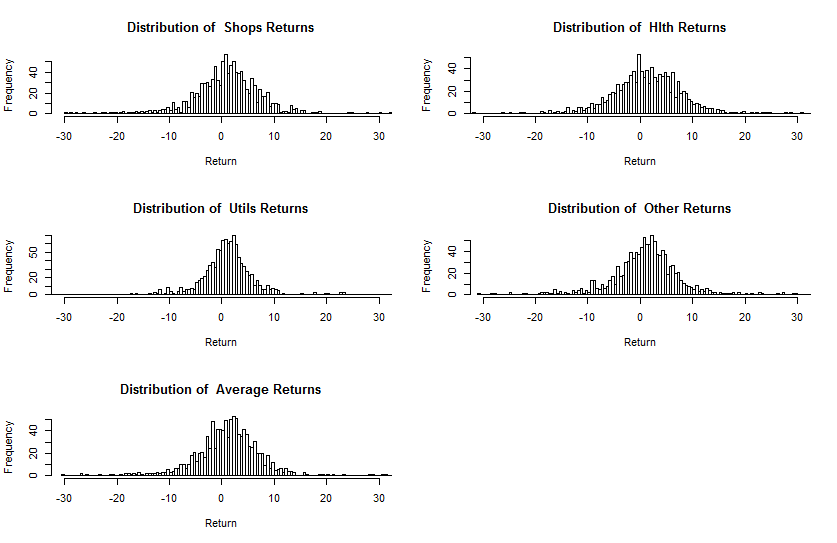 Distribution of  Shops Returns
Frequency
0 20 40
-30 -20 -10 0 10 20 30
Return
Distribution of  Hlth Returns
Frequency
0 20 40
-30 -20 -10 0 10 20 30
Return
Distribution of  Utils Returns
Frequency
0 20 50
-30 -20 -10 0 10 20 30
Return
Distribution of  Other Returns
Frequency
0 20 40
-30 -20 -10 0 10 20 30
Return
Distribution of  Average Returns
Frequency
0 20 40
-30 -20 -10 0 10 20 30
Return